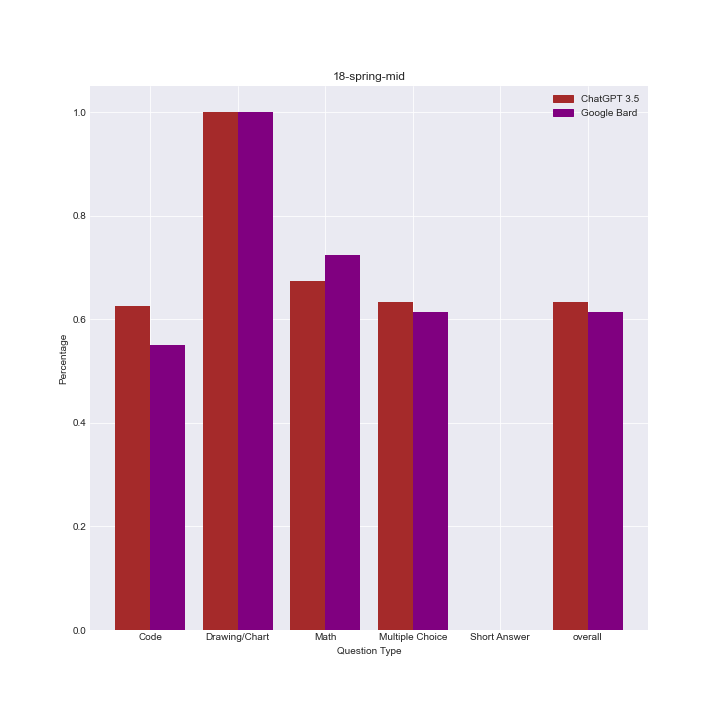 18-spring-mid
ChatGPT 3.5
Google Bard
Percentage
1.0
0.8
0.6
0.4
0.2
0.0
Code Drawing/Chart Math Multiple Choice Short Answer overall
Question Type